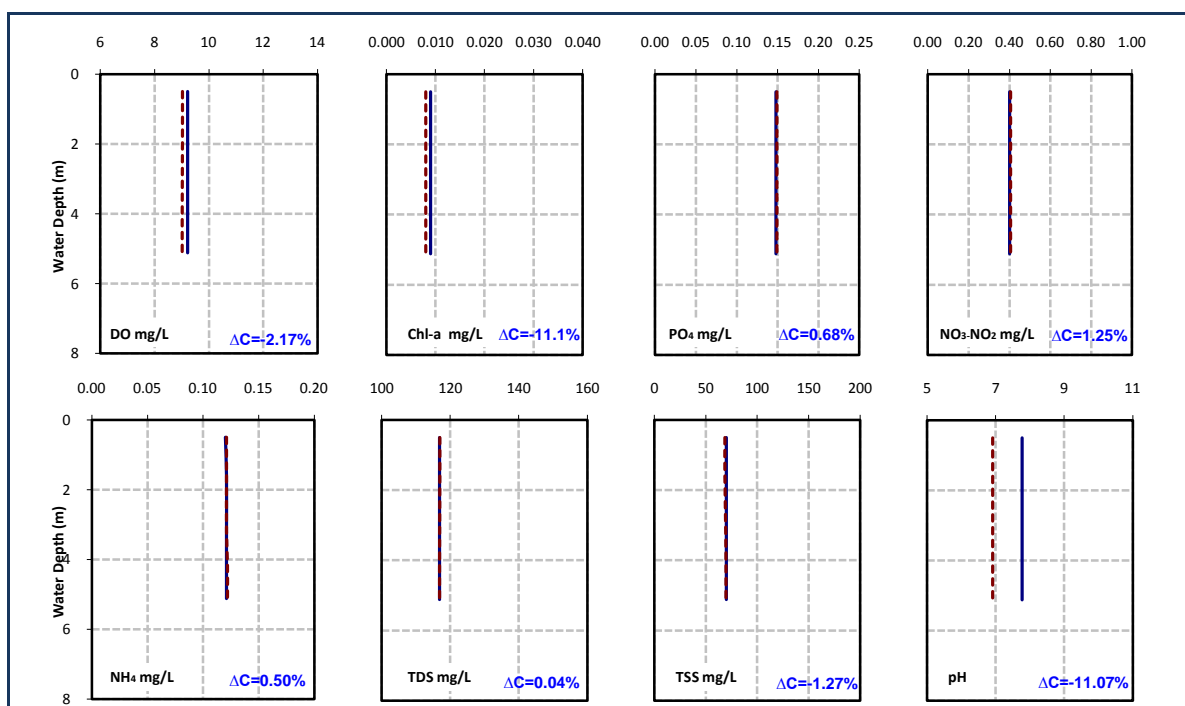 6 8 10 12 14
0.000 0.010 0.020 0.030 0.040
0.00 0.05 0.10 0.15 0.20 0.25
0.00 0.20 0.40 0.60 0.80 1.00
0
2
4
6
8
Water Depth (m)
DO mg/L
ΔC=-2.17%
Chl-a mg/L
ΔC=-11.1%
PO₄ mg/L
ΔC=0.68%
NO₃-NO₂ mg/L
ΔC=1.25%
0.00 0.05 0.10 0.15 0.20
100 120 140 160
0 50 100 150 200
5 7 9 11
0
2
4
6
8
Water Depth (m)
NH₄ mg/L
ΔC=0.50%
TDS mg/L
ΔC=0.04%
TSS mg/L
ΔC=-1.27%
pH
ΔC=-11.07%